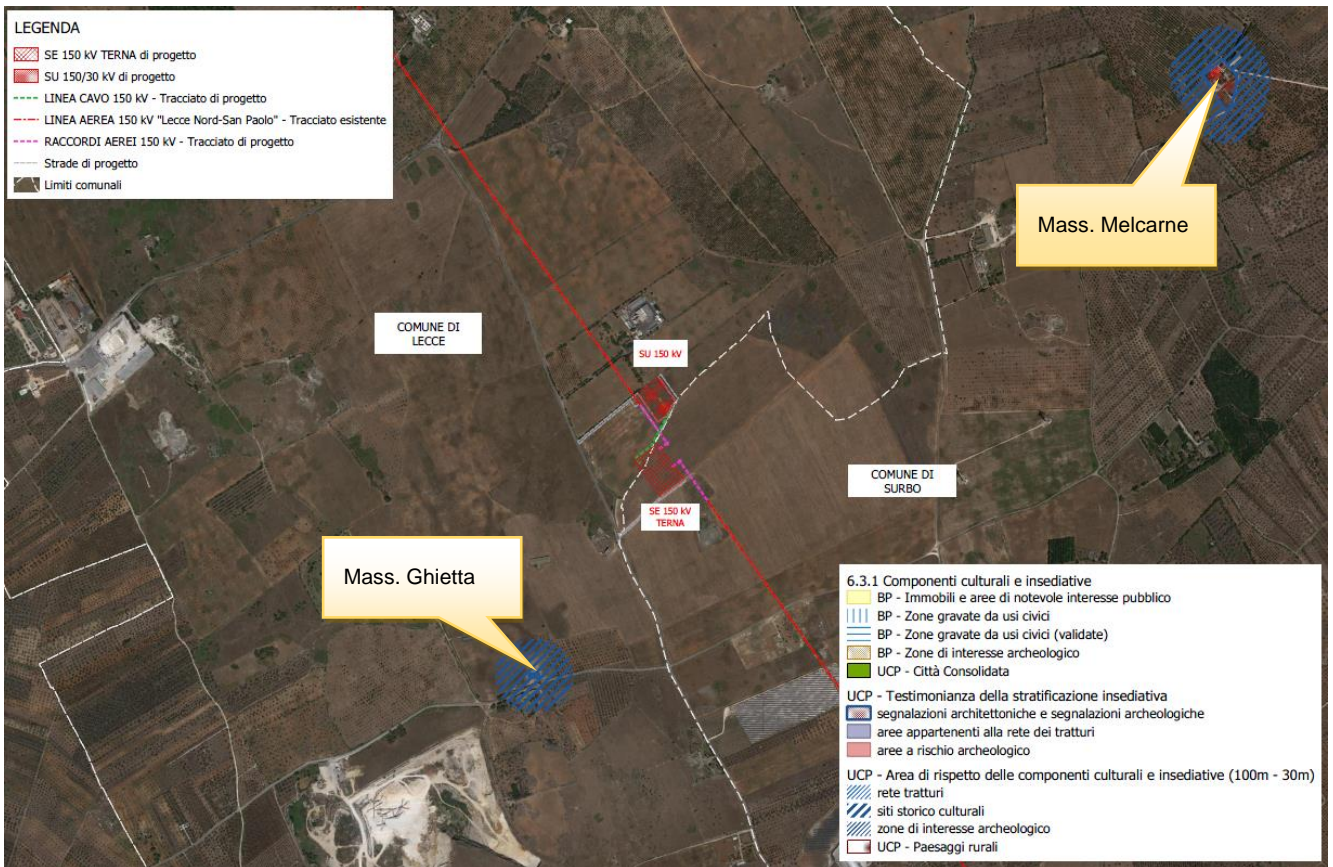 LEGENDA
SE 150 kV TERNA di progetto
SU 150/30 kV di progetto
LINEA CAVO 150 kV - Tracciato di progetto
LINEA AEREA 150 kV "Lecce Nord-San Paolo" - Tracciato esistente
RACCORDI AEREI 150 kV - Tracciato di progetto
Strade di progetto
Limiti comunali
Mass. Melcarne
COMUNE DI
LECCE
SU 150 kV
COMUNE DI
SURBO
SE 150 kV
TERNA
Mass. Ghietta
6.3.1 Componenti culturali e insediative
BP - Immobili e aree di notevole interesse pubblico
BP - Zone gravate da usi civici
BP - Zone gravate da usi civici (validate)
BP - Zone di interesse archeologico
UCP - Città Consolidata
UCP - Testimonianza della stratificazione insediativa
segnalazioni architettoniche e segnalazioni archeologiche
aree appartenenti alla rete dei tratturi
aree a rischio archeologico
UCP - Area di rispetto delle componenti culturali e insediative (100m - 30m)
rete tratturi
siti storico culturali
zone di interesse archeologico
UCP - Paesaggi rurali